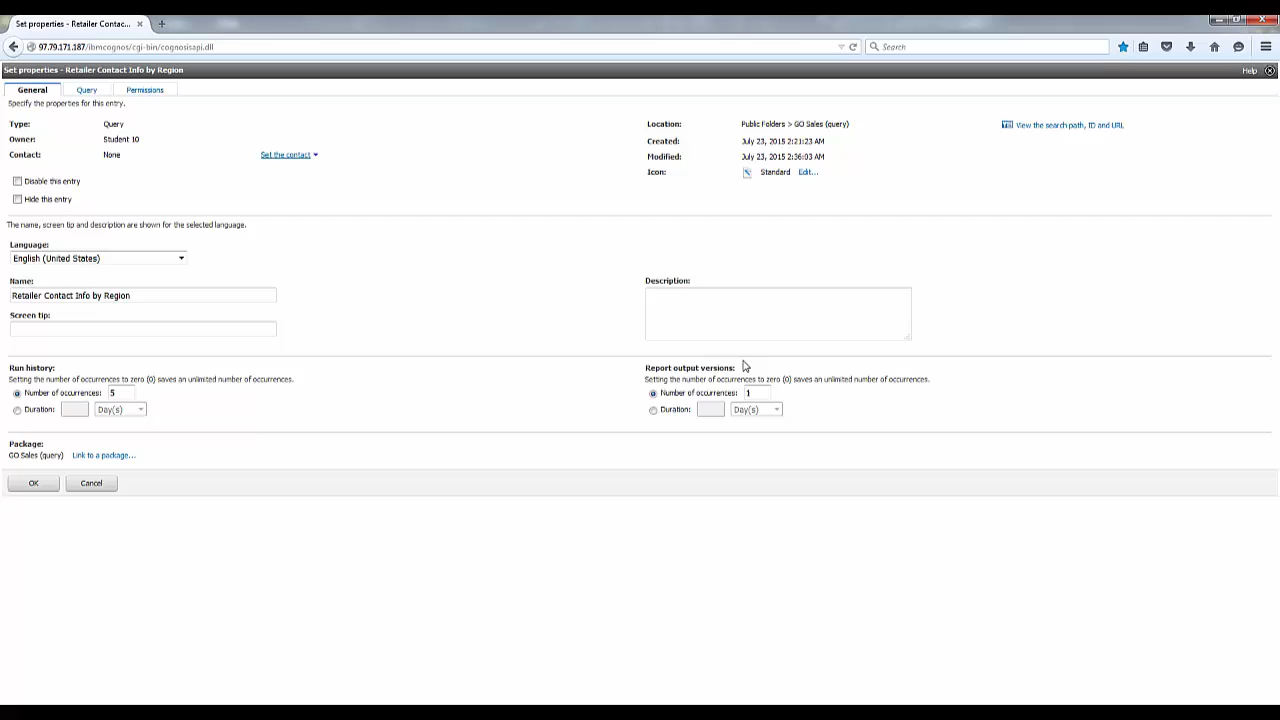 Set properties - Retailer Contac...
97.79.171.187/ibmcognos/cgi-bin/cognosisapi.dll
Search
Set properties - Retailer Contact Info by Region
Help
General Query Permissions
Specify the properties for this entry.
Type: Query
Owner: Student 10
Contact: None Set the contact
Disable this entry
Hide this entry
Location: Public Folders > GO Sales (query)
Created: July 23, 2015 2:21:23 AM
Modified: July 23, 2015 2:36:03 AM
Icon: Standard Edit...
View the search path, ID and URL
The name, screen tip and description are shown for the selected language.
Language:
English (United States)
Name:
Retailer Contact Info by Region
Screen tip:
Description:
Run history:
Setting the number of occurrences to zero (0) saves an unlimited number of occurrences.
Number of occurrences: 5
Duration: Day(s)
Report output versions:
Setting the number of occurrences to zero (0) saves an unlimited number of occurrences.
Number of occurrences: 1
Duration: Day(s)
Package:
GO Sales (query) Link to a package...
OK Cancel